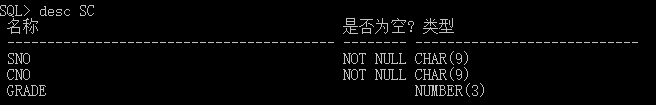 SQL> desc SC
名称 是否为空? 类型
----------------------------------------- -------- ----------------------------
SNO NOT NULL CHAR(9)
CNO NOT NULL CHAR(9)
GRADE NUMBER(3)